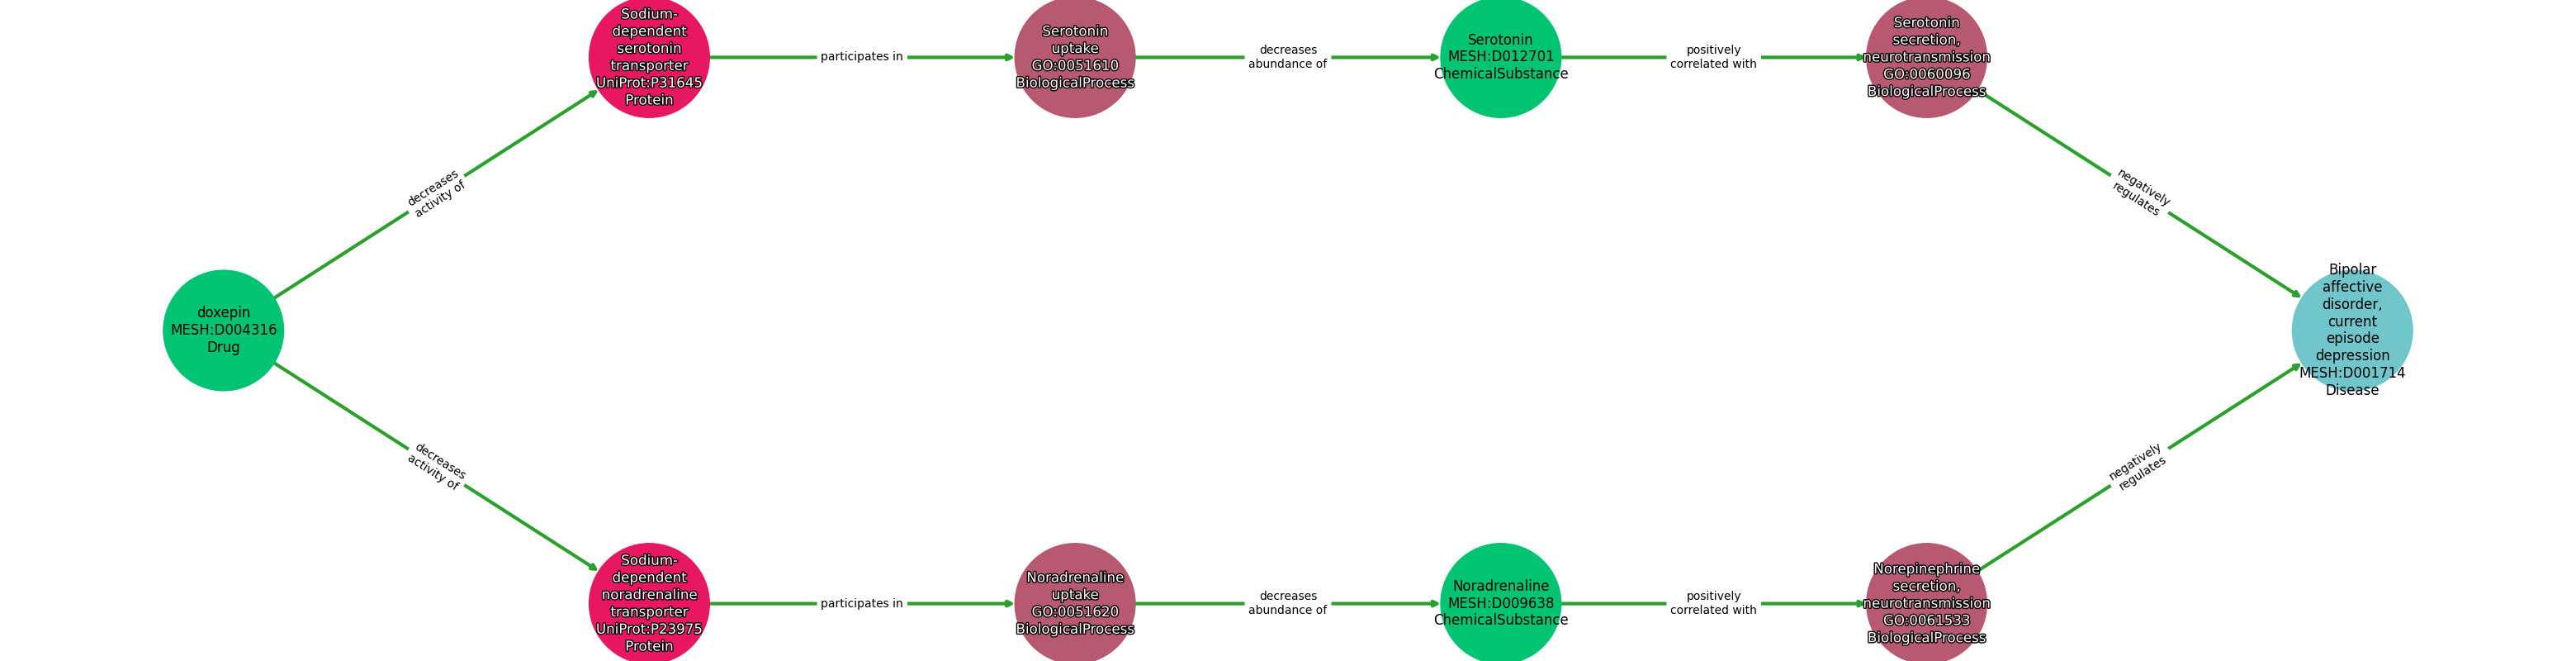 Sodium-
dependent
serotonin
transporter
UniProt:P31645
Protein
participates in
Serotonin
uptake
GO:0051610
BiologicalProcess
decreases
abundance of
Serotonin
MESH:D012701
ChemicalSubstance
positively
correlated with
Serotonin
secretion,
neurotransmission
GO:0060096
BiologicalProcess
decreases
activity of
negatively
regulates
doxepin
MESH:D004316
Drug
Bipolar
affective
disorder,
current
episode
depression
MESH:D001714
Disease
decreases
activity of
negatively
regulates
Sodium-
dependent
noradrenaline
transporter
UniProt:P23975
Protein
participates in
Noradrenaline
uptake
GO:0051620
BiologicalProcess
decreases
abundance of
Noradrenaline
MESH:D009638
ChemicalSubstance
positively
correlated with
Norepinephrine
secretion,
neurotransmission
GO:0061533
BiologicalProcess